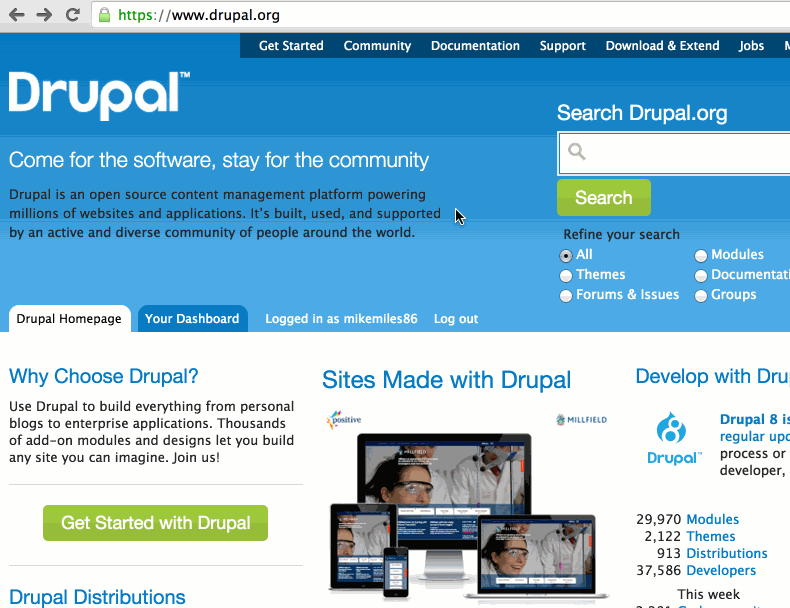 https://www.drupal.org
Get Started Community Documentation Support Download & Extend Jobs
Drupal™
Come for the software, stay for the community
Drupal is an open source content management platform powering
millions of websites and applications. It's built, used, and supported
by an active and diverse community of people around the world.
Search Drupal.org
Search
Refine your search
All Modules
Themes Documentati
Forums & Issues Groups
Drupal Homepage Your Dashboard Logged in as mikemiles86 Log out
Why Choose Drupal?
Use Drupal to build everything from personal
blogs to enterprise applications. Thousands
of add-on modules and designs let you build
any site you can imagine. Join us!
Get Started with Drupal
Drupal Distributions
Sites Made with Drupal
positive MILLFIELD
MILLFIELD
Develop with Dru
Drupal™
Drupal 8 is
regular upd
process or
developer,
29,970 Modules
2,122 Themes
913 Distributions
37,586 Developers
This week